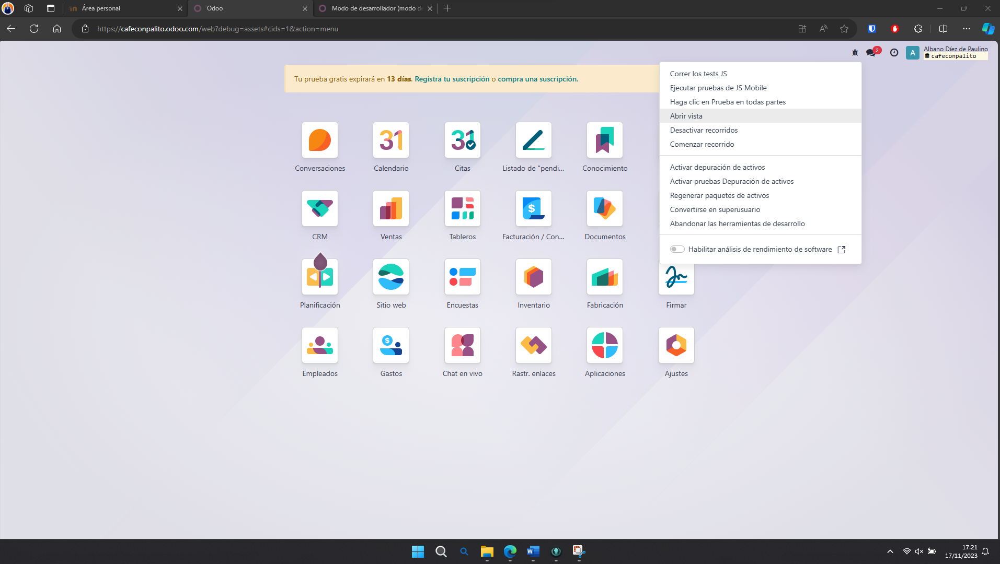 Área personal
Odoo
Modo de desarrollador (modo de
https://cafeconpalito.odoo.com/web?debug=assets#cids=1&action=menu
2
A
Albano Díez de Paulino
cafeconpalito
Tu prueba gratis expirará en 13 días. Registra tu suscripción o compra una suscripción.
Correr los tests JS
Ejecutar pruebas de JS Mobile
Haga clic en Prueba en todas partes
Abrir vista
Desactivar recorridos
Comenzar recorrido
Activar depuración de activos
Activar pruebas Depuración de activos
Regenerar paquetes de activos
Convertirse en superusuario
Abandonar las herramientas de desarrollo
Habilitar análisis de rendimiento de software
31 31
Conversaciones Calendario Citas Listado de "pendi... Conocimiento
$
CRM Ventas Tableros Facturación / Con... Documentos
Planificación Sitio web Encuestas Inventario Fabricación Firmar
$
Empleados Gastos Chat en vivo Rastr. enlaces Aplicaciones Ajustes
W
17:21
17/11/2023